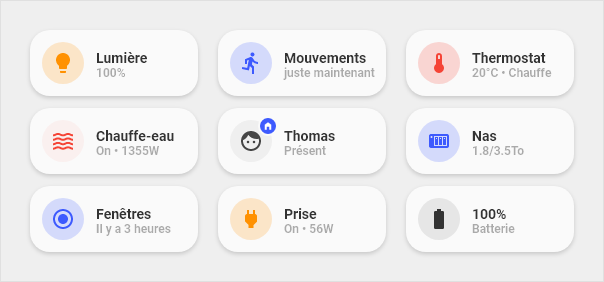 Lumière
100%
Mouvements
juste maintenant
Thermostat
20°C • Chauffe
Chauffe-eau
On • 1355W
Thomas
Présent
Nas
1.8/3.5To
Fenêtres
Il y a 3 heures
Prise
On • 56W
100%
Batterie